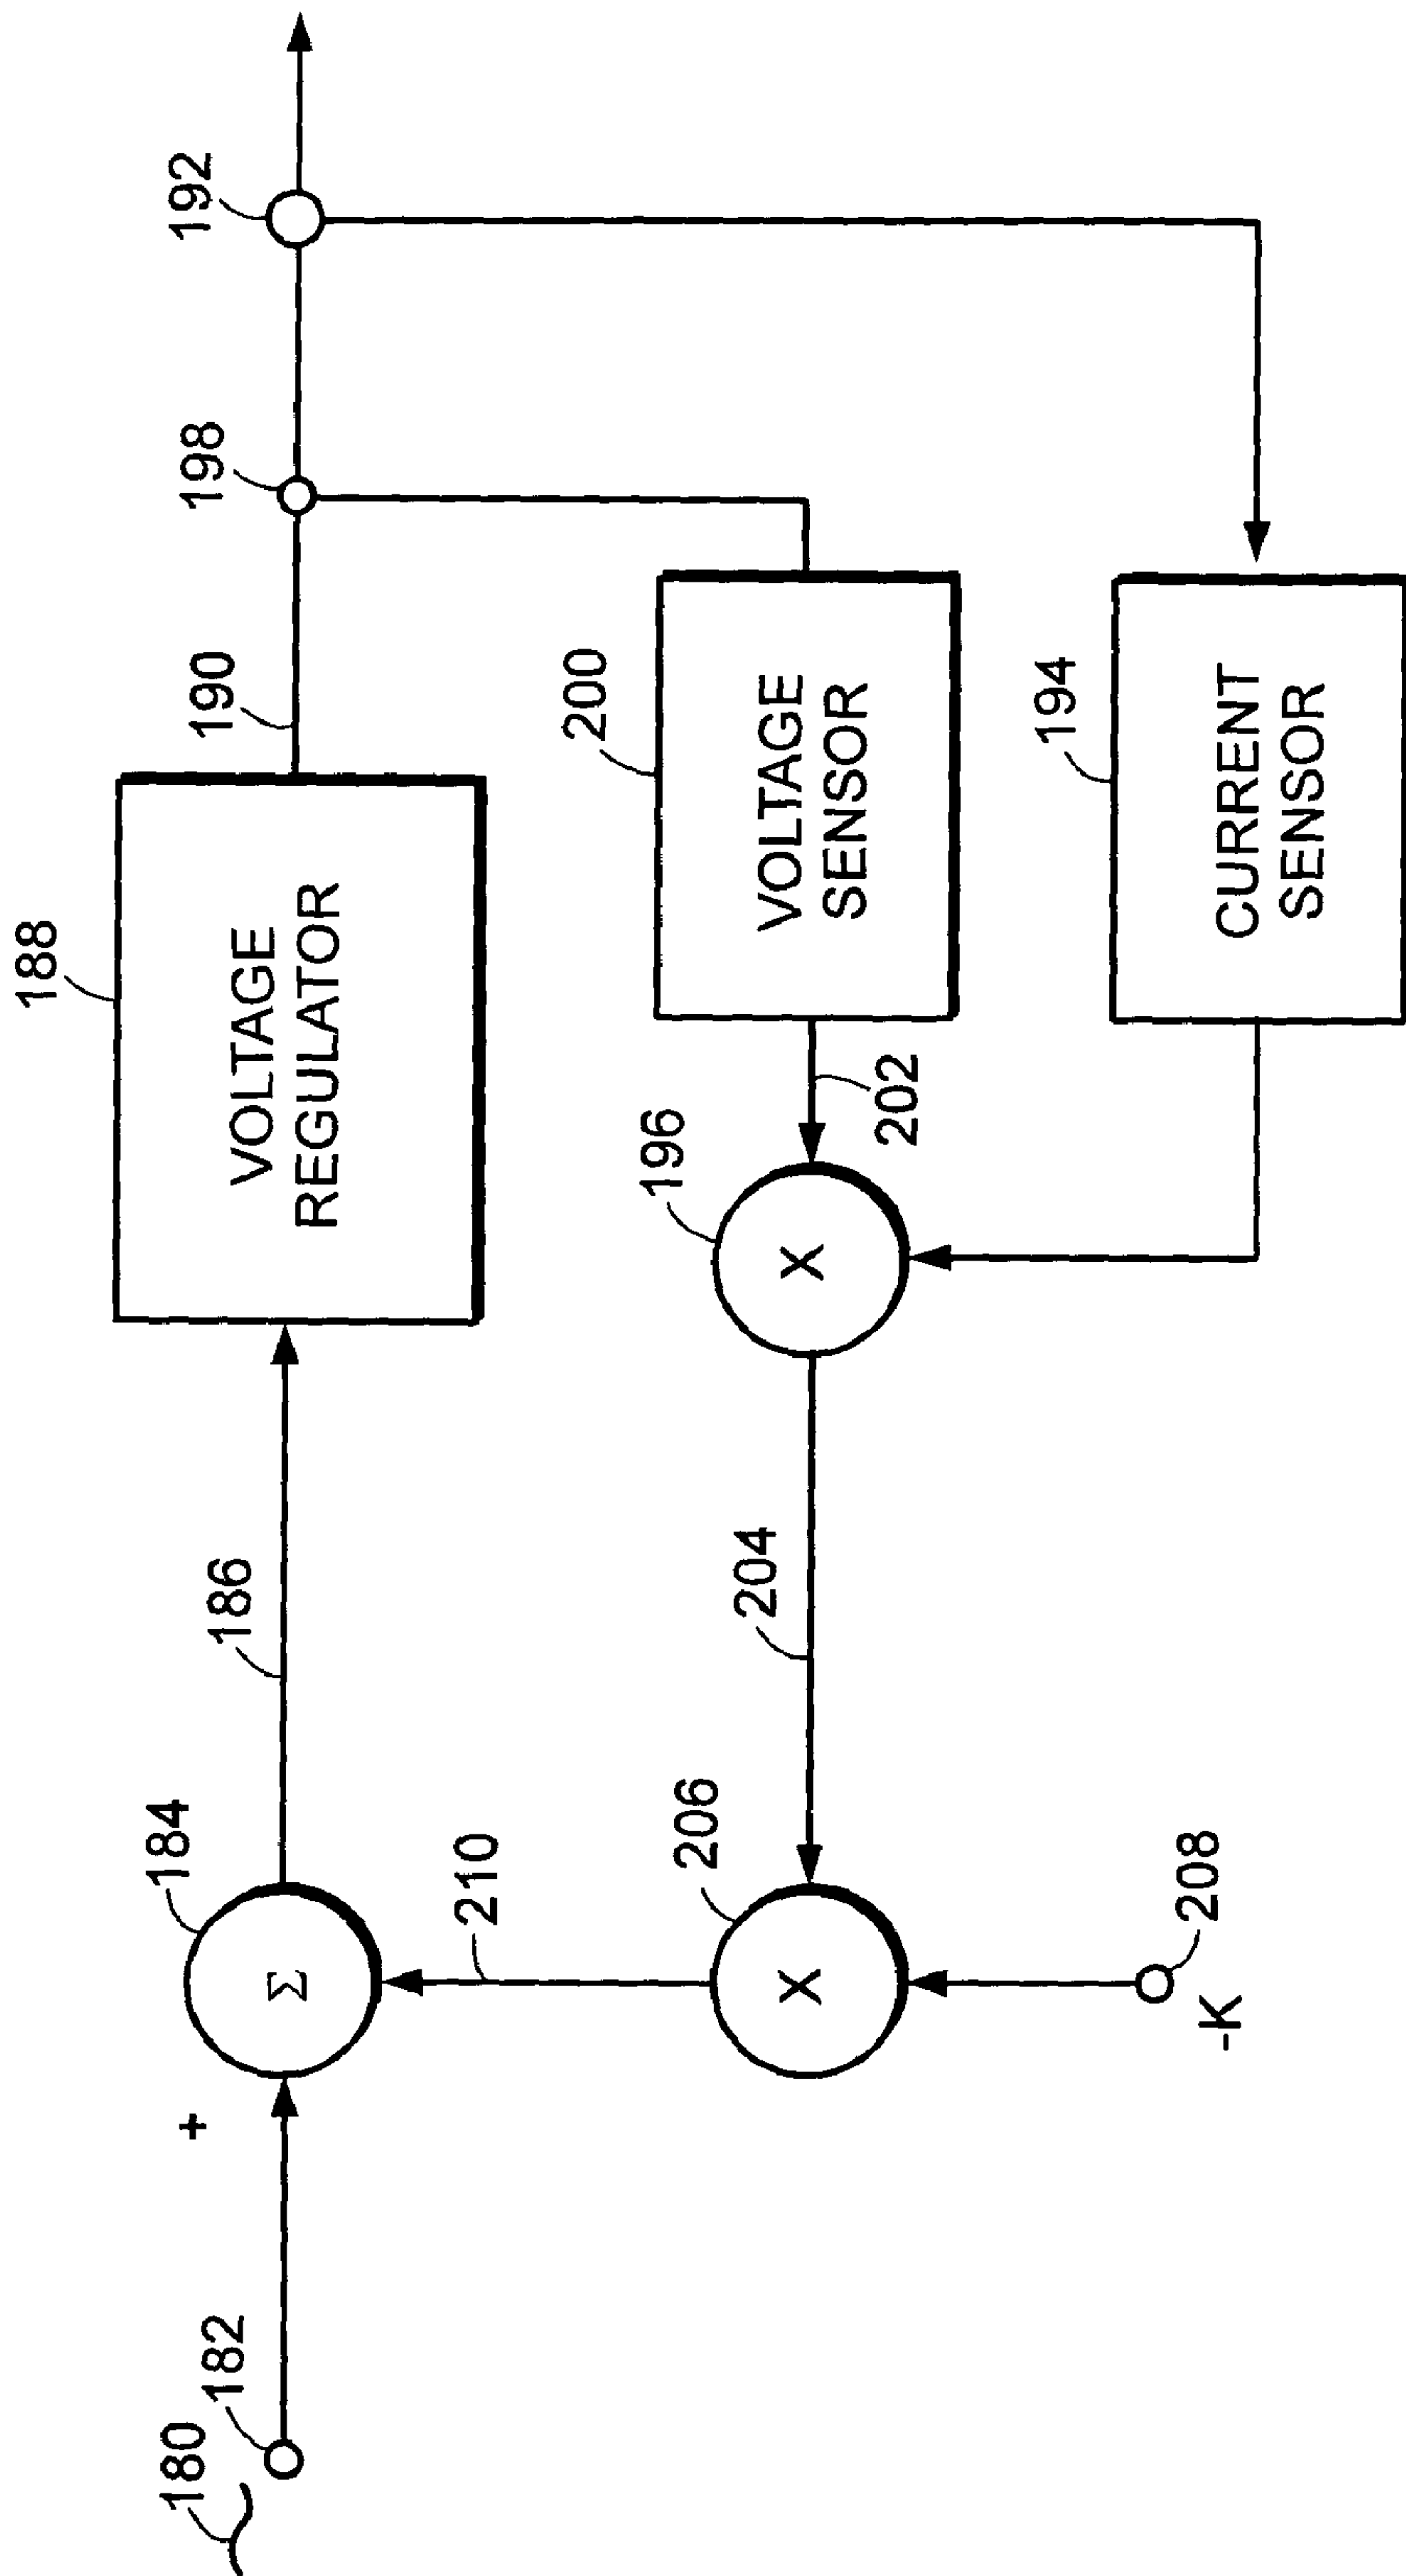 180
182
+
184
Σ
186
188
VOLTAGE
REGULATOR
190
198
192
210
206
X
204
196
X
202
200
VOLTAGE
SENSOR
194
CURRENT
SENSOR
-K
208